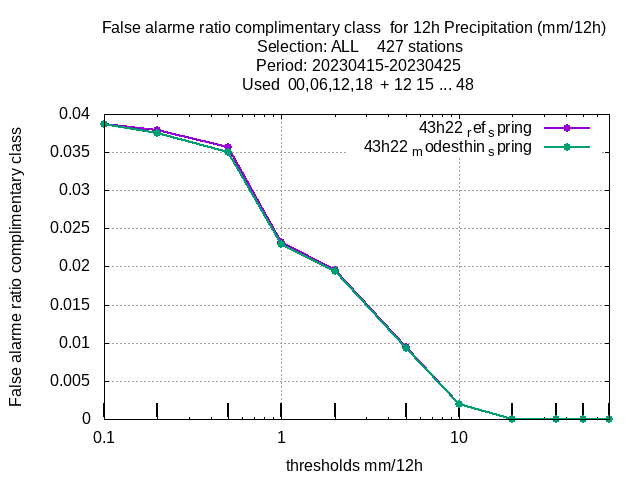 False alarme ratio complimentary class  for 12h Precipitation (mm/12h)
Selection: ALL    427 stations
Period: 20230415-20230425
Used  00,06,12,18  + 12 15 ... 48
False alarme ratio complimentary class
0.04
0.035
0.03
0.025
0.02
0.015
0.01
0.005
0
43h22 ref spring
43h22 modesthin spring
0.1
1
10
thresholds mm/12h